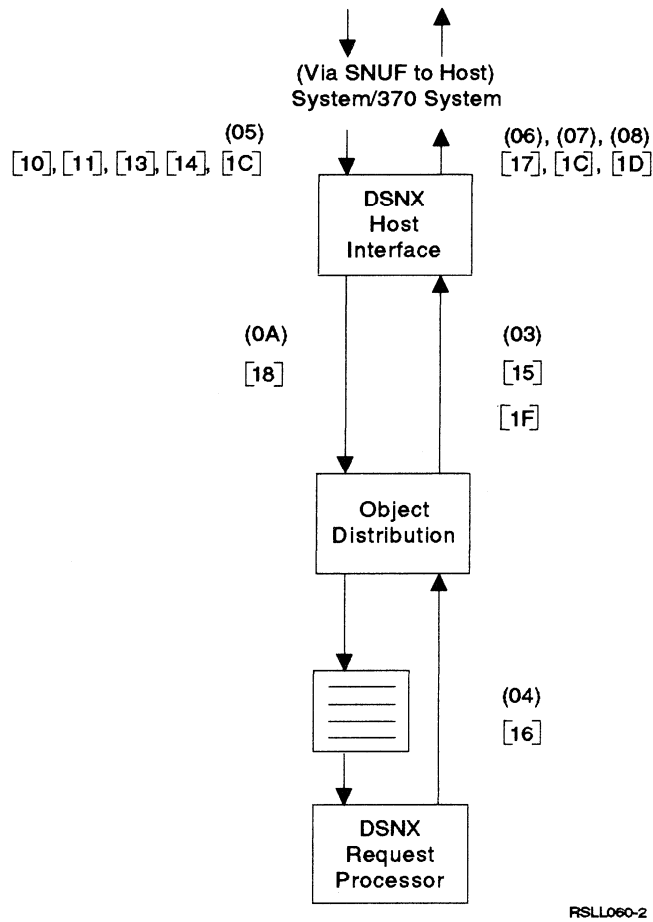 (Via SNUF to Host)
System/370 System
(05)
[10], [11], [13], [14], [1C]
(06), (07), (08)
[17], [1C], [1D]
DSNX
Host
Interface
(0A)
[18]
(03)
[15]
[1F]
Object
Distribution
(04)
[16]
DSNX
Request
Processor
RSLL060-2